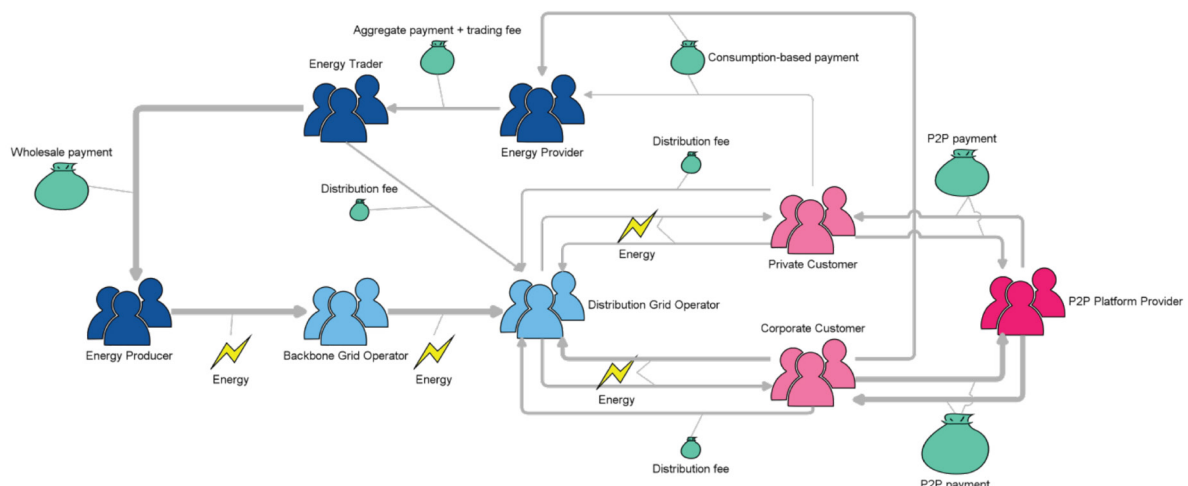 Aggregate payment + trading fee
Energy Trader
Consumption-based payment
Energy Provider
Wholesale payment
Distribution fee
Distribution fee
P2P payment
Energy
Private Customer
Distribution Grid Operator
P2P Platform Provider
Corporate Customer
Energy Producer
Backbone Grid Operator
Energy
Energy
Energy
Distribution fee
P2P payment